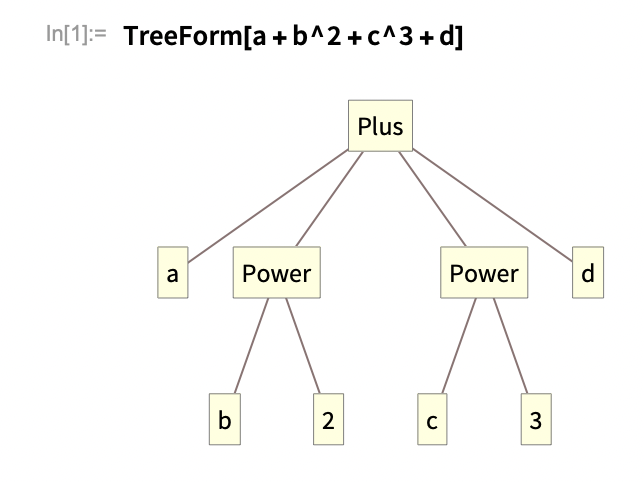 In[1]:= TreeForm[a + b^2 + c^3 + d]
Plus
a Power Power d
b 2 c 3